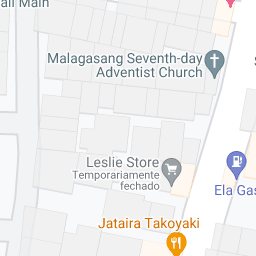 all Main
Malagasang Seventh-day
Adventist Church
S
Leslie Store
Temporariamente
fechado
Ela Gas
Jataira Takoyaki